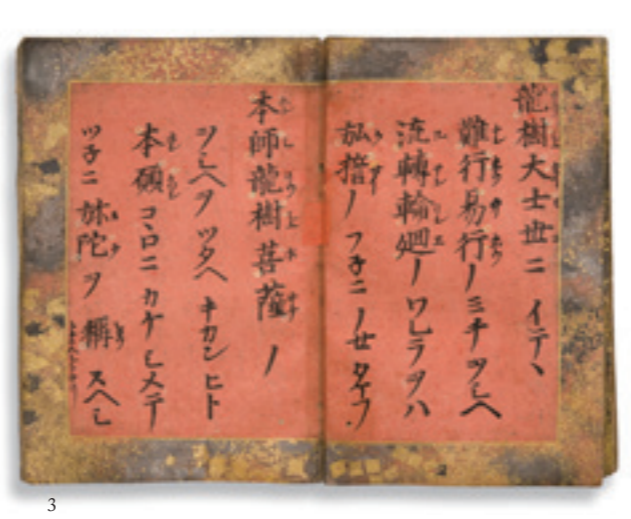 龍樹大士世ニイテヽ
難行易行ノミチヲシヘ
流轉輪廻ノワレラヲハ
弘誓ノフ子ニノセタマフ
本師龍樹菩薩ノ
ヲシヘヲツタヘキカンヒト
本願コヽロニカケシメテ
ツ子ニ弥陀ヲ稱スヘシ
3